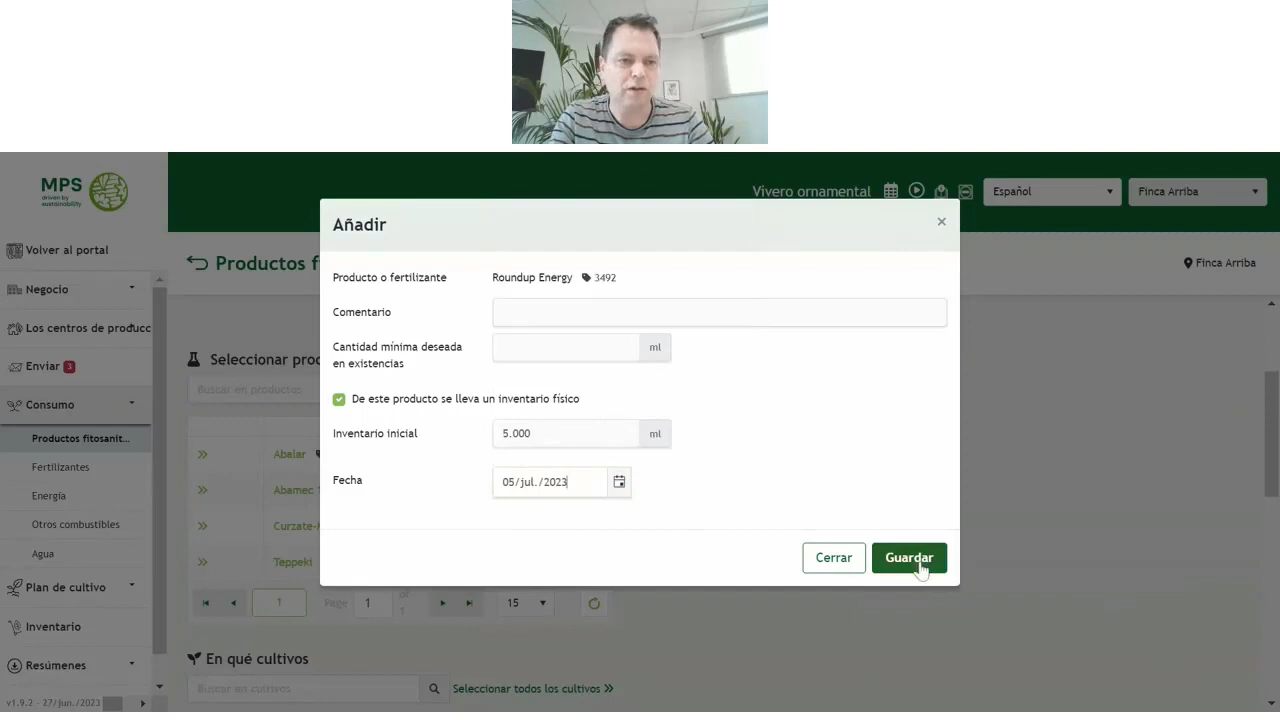 MPS
driven by
sustainability
Vivero ornamental
Español
Finca Arriba
Volver al portal
Negocio
Los centros de producc
Enviar 3
Consumo
Productos fitosanit...
Fertilizantes
Energía
Otros combustibles
Agua
Plan de cultivo
Inventario
Resúmenes
v1.9.2 - 27/jun./2023
Productos f
Finca Arriba
Seleccionar proc
Buscar en productos
Abalar
Abamec 1
Curzate-
Teppeki
1
Page
1
of
1
15
En qué cultivos
Buscar en cultivos
Seleccionar todos los cultivos
Añadir
×
Producto o fertilizante
Roundup Energy 3492
Comentario
Cantidad mínima deseada
en existencias
ml
De este producto se lleva un inventario físico
Inventario inicial
5.000
ml
Fecha
05/jul./2023
Cerrar
Guardar